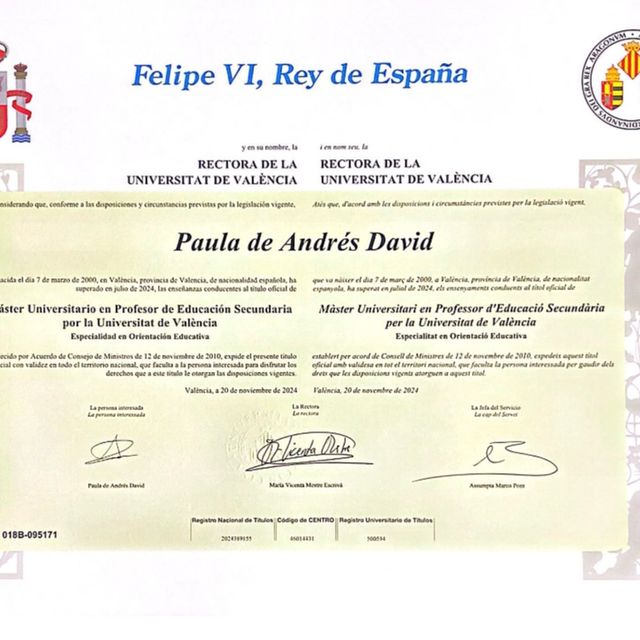 Felipe VI, Rey de España
y en su nombre, la
RECTORA DE LA
UNIVERSITAT DE VALÈNCIA
i en nom seu, la
RECTORA DE LA
UNIVERSITAT DE VALÈNCIA
nsiderando que, conforme a las disposiciones y circunstancias previstas por la legislación vigente,
Atès que, d'acord amb les disposicions i circumstàncies previstes per la legislació vigent,
Paula de Andrés David
acida el día 7 de marzo de 2000, en València, provincia de Valencia, de nacionalidad española, ha
superado en julio de 2024, las enseñanzas conducentes al título oficial de
áster Universitario en Profesor de Educación Secundaria
por la Universitat de València
Especialidad en Orientación Educativa
ecido por Acuerdo de Consejo de Ministros de 12 de noviembre de 2010, expide el presente título
cial con validez en todo el territorio nacional, que faculta a la persona interesada para disfrutar los
derechos que a este título le otorgan las disposiciones vigentes.
València, a 20 de noviembre de 2024
que va nàixer el dia 7 de març de 2000, a València, província de València, de nacionalitat
espanyola, ha superat en juliol de 2024, els ensenyaments conduents al títol oficial de
Màster Universitari en Professor d'Educació Secundària
per la Universitat de València
Especialitat en Orientació Educativa
establert per acord de Consell de Ministres de 12 de novembre de 2010, expedeix aquest títol
oficial amb validesa en tot el territori nacional, que faculta la persona interessada per gaudir dels
drets que les disposicions vigents atorguen a aquest títol.
València, 20 de novembre de 2024
La persona interesada
La persona interessada
La Rectora
La rectora
La Jefa del Servicio
La cap del Servei
Paula de Andrés David
María Vicenta Mestre Escrivà
Assumpta Marco Pons
018B-095171
Registro Nacional de Títulos
Código de CENTRO
Registro Universitario de Títulos
2024389155
46014431
500594